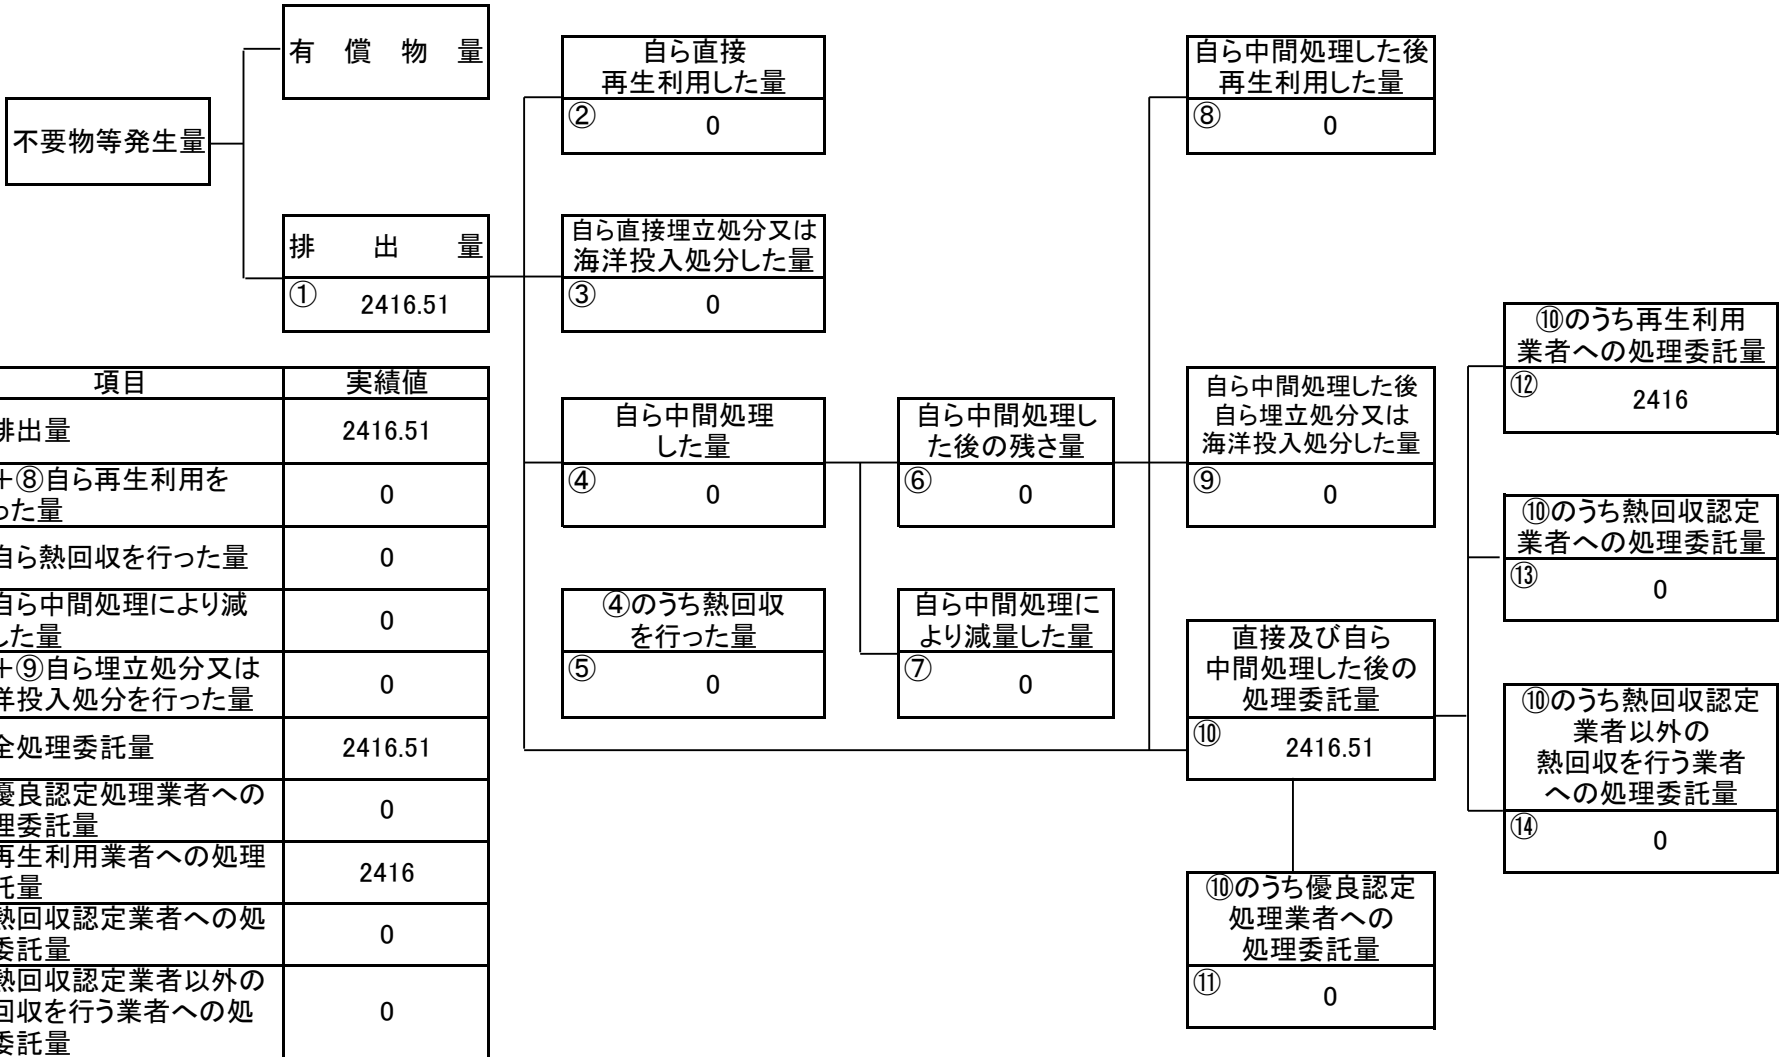 有償物量
不要物等発生量
排出量
① 2416.51
自ら直接
再生利用した量
② 0
自ら直接埋立処分又は
海洋投入処分した量
③ 0
自ら中間処理
した量
④ 0
④のうち熱回収
を行った量
⑤ 0
自ら中間処理し
た後の残さ量
⑥ 0
自ら中間処理に
より減量した量
⑦ 0
自ら中間処理した後
再生利用した量
⑧ 0
自ら中間処理した後
自ら埋立処分又は
海洋投入処分した量
⑨ 0
直接及び自ら
中間処理した後の
処理委託量
⑩ 2416.51
⑩のうち優良認定
処理業者への
処理委託量
⑪ 0
⑩のうち再生利用
業者への処理委託量
⑫ 2416
⑩のうち熱回収認定
業者への処理委託量
⑬ 0
⑩のうち熱回収認定
業者以外の
熱回収を行う業者
への処理委託量
⑭ 0
項目 実績値
排出量 2416.51
+⑧自ら再生利用を
った量 0
自ら熱回収を行った量 0
自ら中間処理により減
した量 0
+⑨自ら埋立処分又は
洋投入処分を行った量 0
全処理委託量 2416.51
優良認定処理業者への
理委託量 0
再生利用業者への処理
託量 2416
熱回収認定業者への処
委託量 0
熱回収認定業者以外の
回収を行う業者への処
委託量 0